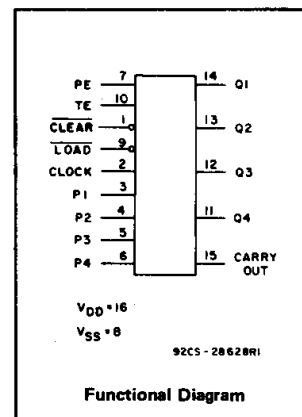 PE 7 14 Q1
TE 10
CLEAR 1 13 Q2
LOAD 9
CLOCK 2 12 Q3
P1 3
P2 4 11 Q4
P3 5
P4 6 15 CARRY OUT
VDD = 16
VSS = 8
92CS-28628R1
Functional Diagram